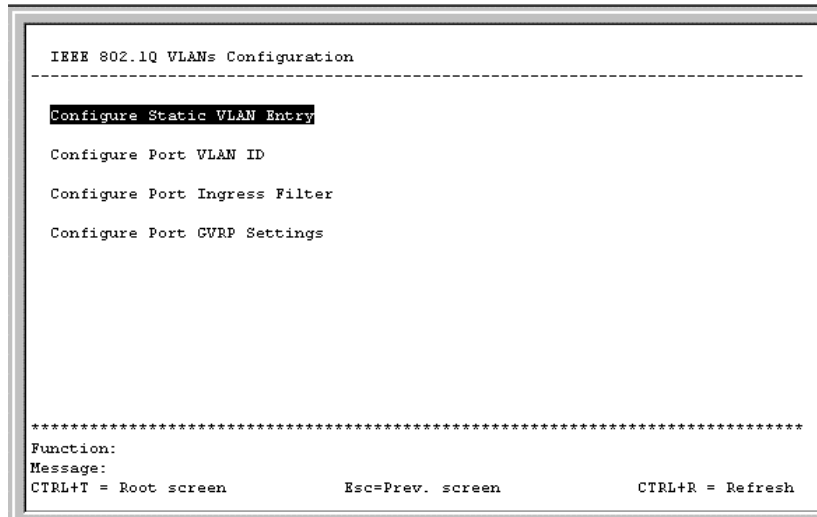 IEEE 802.1Q VLANs Configuration
--------------------------------------------------------------------------------
Configure Static VLAN Entry
Configure Port VLAN ID
Configure Port Ingress Filter
Configure Port GVRP Settings
********************************************************************************
Function:
Message:
CTRL+T = Root screen Esc=Prev. screen CTRL+R = Refresh